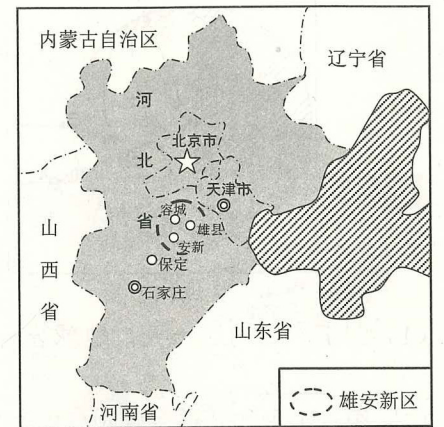 内蒙古自治区
辽宁省
河北省
北京市
天津市
容城
雄县
安新
保定
石家庄
山西省
山东省
河南省
雄安新区